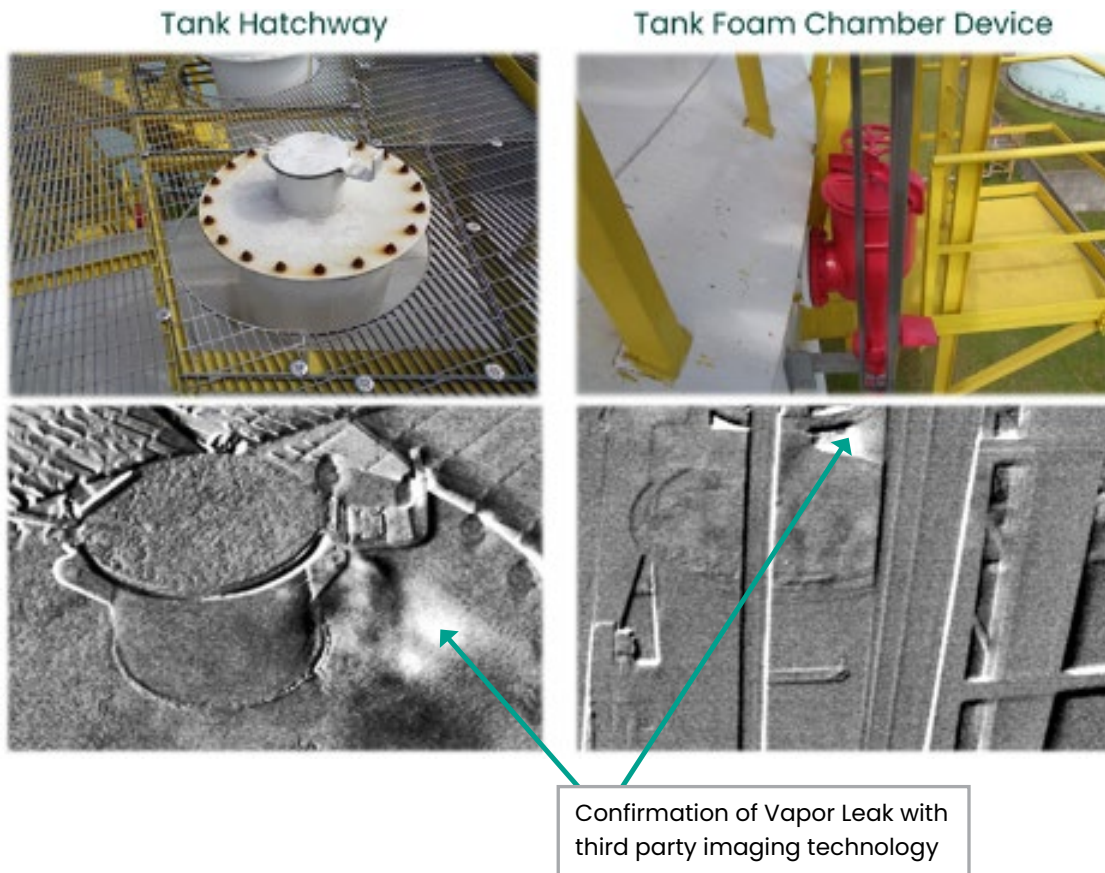 Tank Hatchway
Tank Foam Chamber Device
Confirmation of Vapor Leak with
third party imaging technology